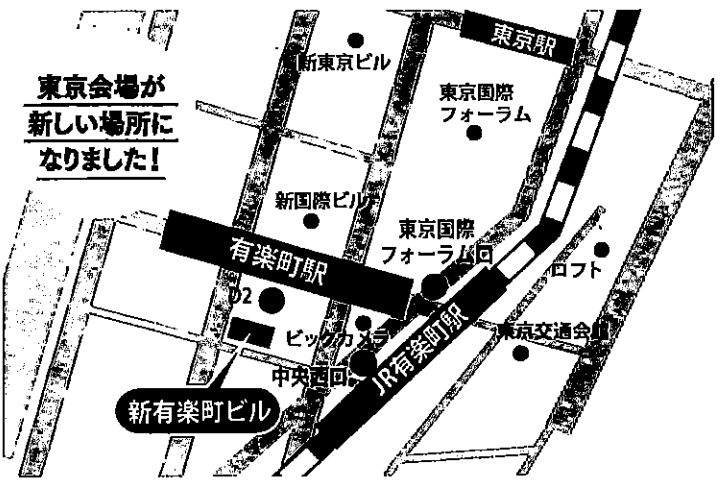 東京会場が
新しい場所に
なりました!
新東京ビル
東京駅
東京国際
フォーラム
新国際ビル
東京国際
フォーラム口
有楽町駅
D2
ロフト
ビックカメラ
JR有楽町駅
東京交通会館
中央西口
新有楽町ビル